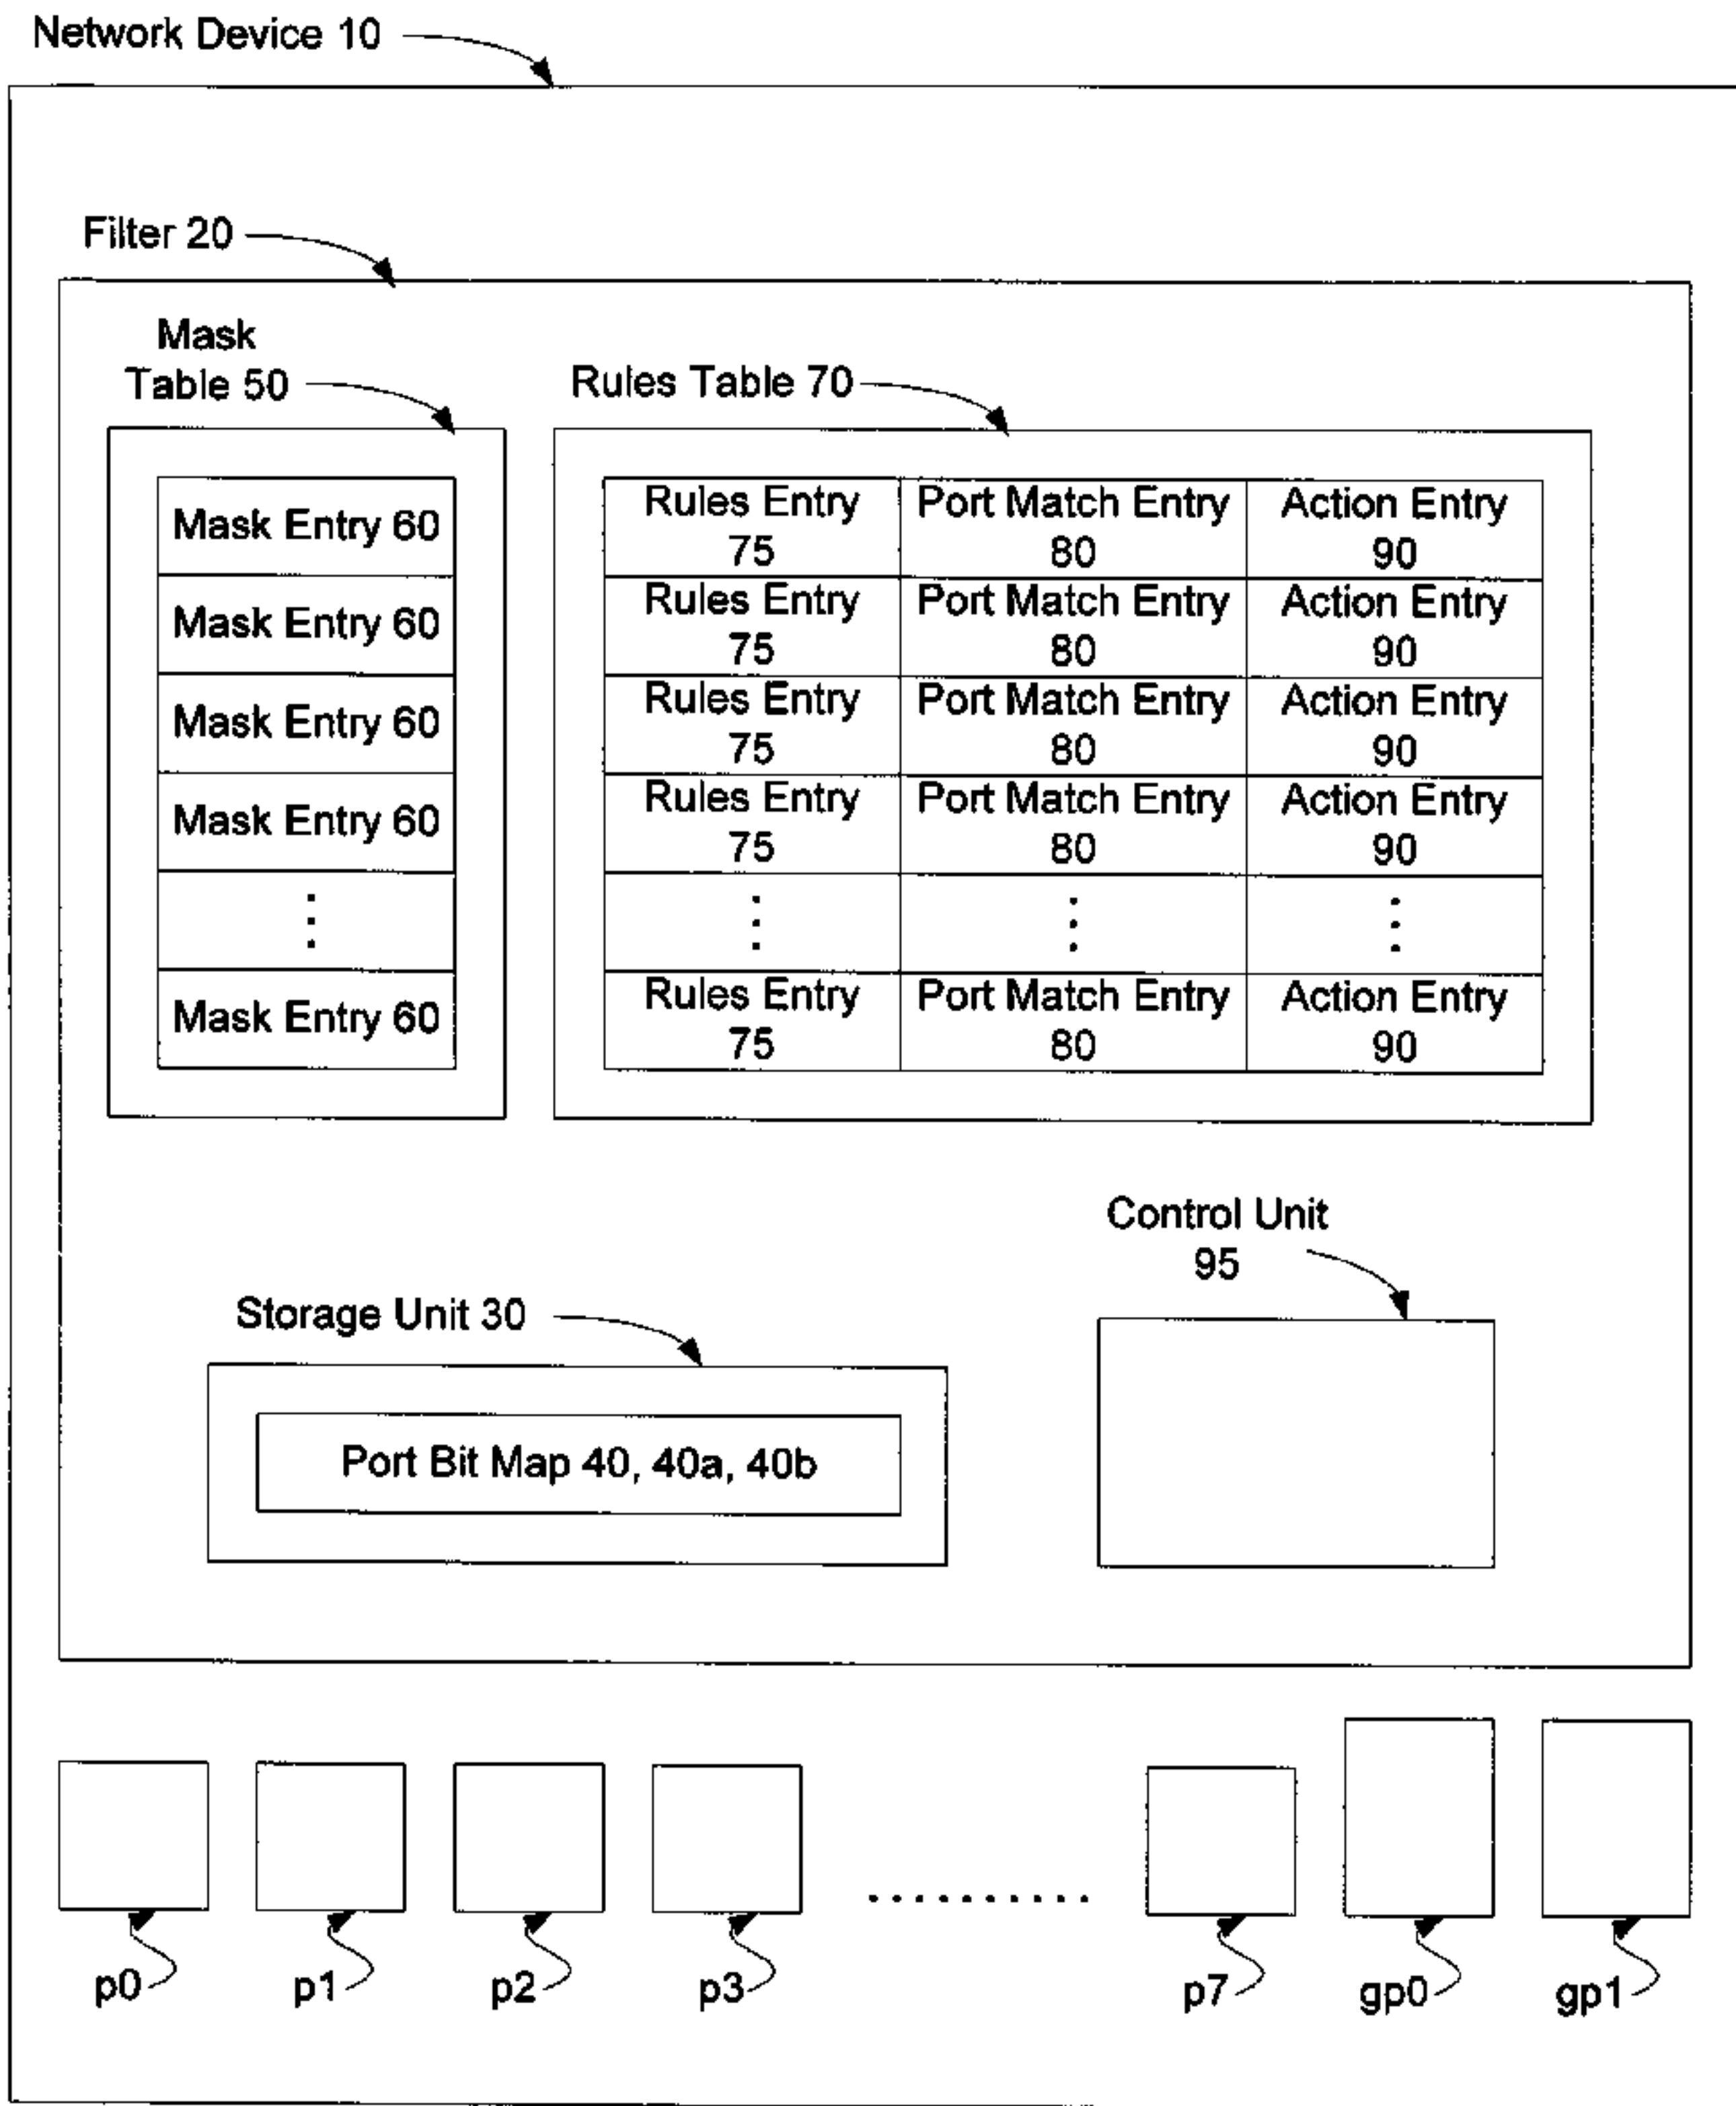 Network Device 10
Filter 20
Mask
Table 50
Rules Table 70
Mask Entry 60
Mask Entry 60
Mask Entry 60
Mask Entry 60
Mask Entry 60
Rules Entry Port Match Entry Action Entry
75 80 90
Rules Entry Port Match Entry Action Entry
75 80 90
Rules Entry Port Match Entry Action Entry
75 80 90
Rules Entry Port Match Entry Action Entry
75 80 90
Rules Entry Port Match Entry Action Entry
75 80 90
Control Unit
95
Storage Unit 30
Port Bit Map 40, 40a, 40b
p0 p1 p2 p3 p7 gp0 gp1